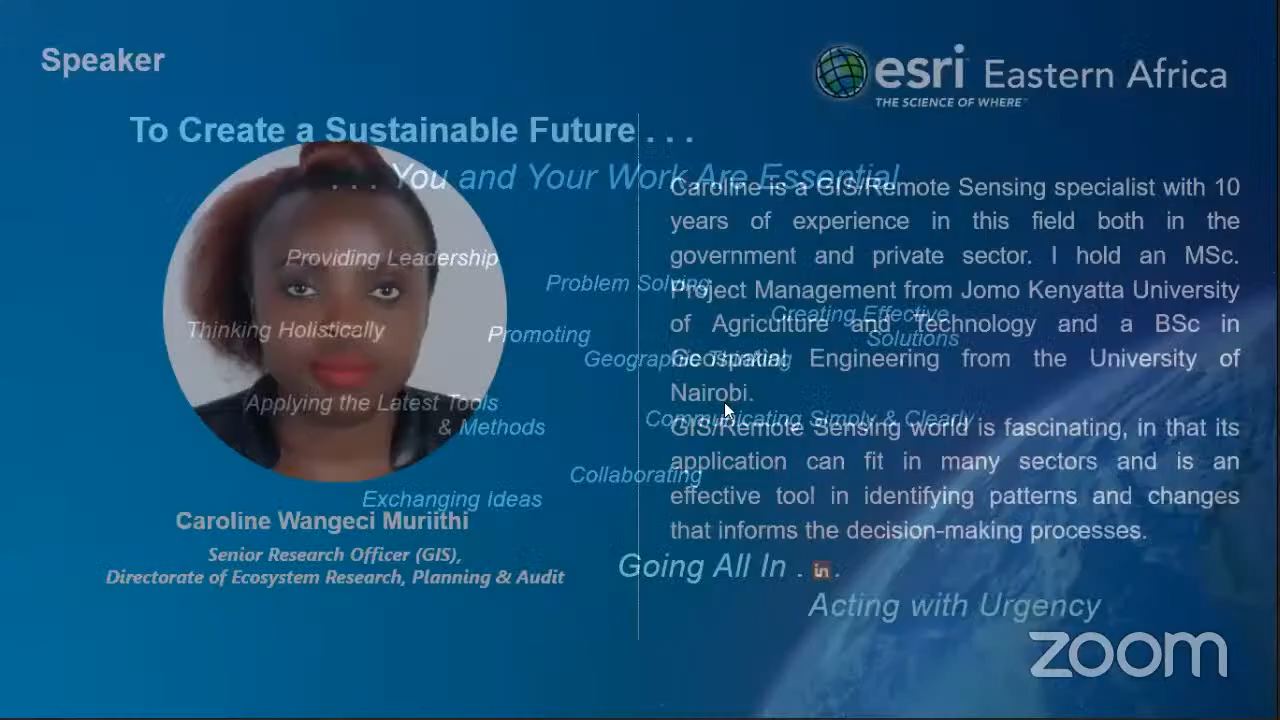 Speaker
esri Eastern Africa
THE SCIENCE OF WHERE™
To Create a Sustainable Future . . .
. . . You and Your Work Are Essential
Caroline is a GIS/Remote Sensing specialist with 10
years of experience in this field both in the
government and private sector. I hold an MSc.
Project Management from Jomo Kenyatta University
of Agriculture and Technology and a BSc in
Geospatial Engineering from the University of
Nairobi.
GIS/Remote Sensing world is fascinating, in that its
application can fit in many sectors and is an
effective tool in identifying patterns and changes
that informs the decision-making processes.
Providing Leadership
Problem Solving
Creating Effective
Solutions
Thinking Holistically
Promoting
Geographic Thinking
Applying the Latest Tools
& Methods
Communicating Simply & Clearly
Collaborating
Exchanging Ideas
Caroline Wangeci Muriithi
Senior Research Officer (GIS),
Directorate of Ecosystem Research, Planning & Audit
Going All In . in .
Acting with Urgency
zoom